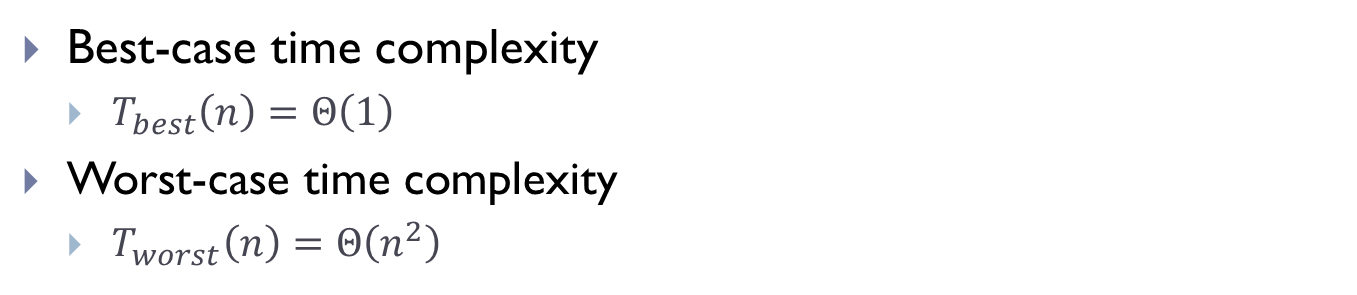 Best-case time complexity
T_best(n) = Θ(1)
Worst-case time complexity
T_worst(n) = Θ(n²)